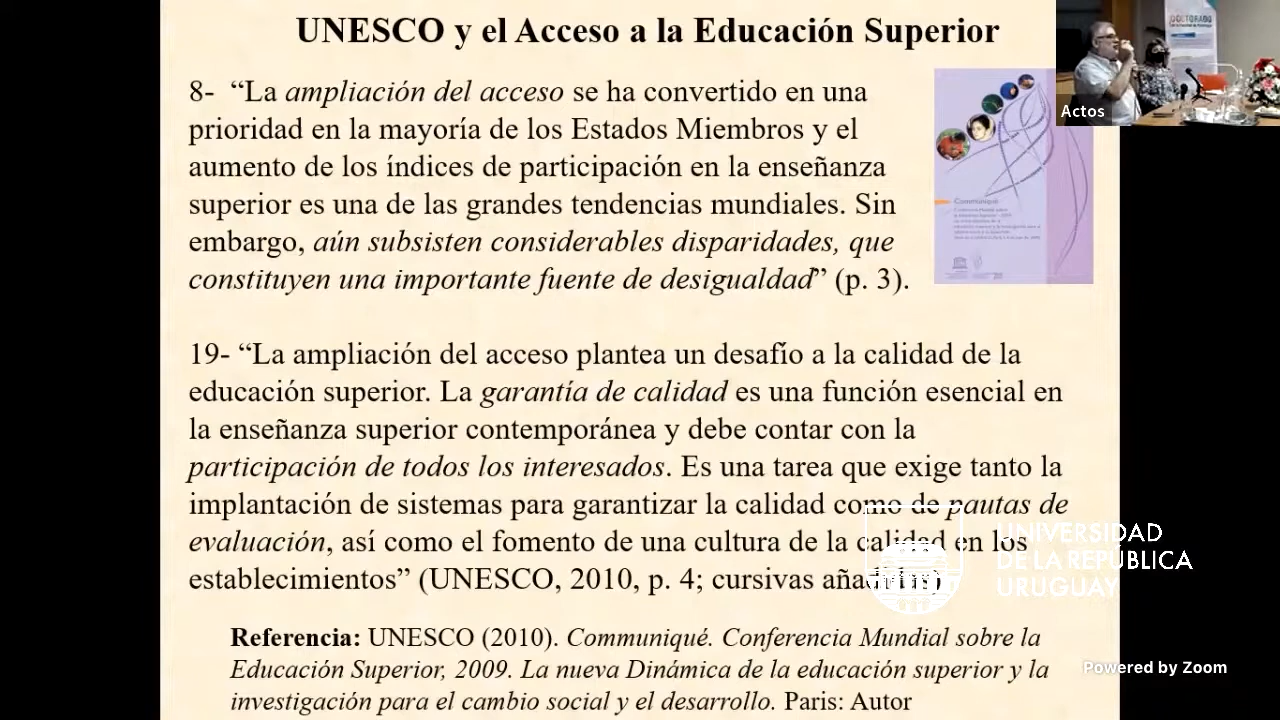 UNESCO y el Acceso a la Educación Superior
8- “La ampliación del acceso se ha convertido en una
prioridad en la mayoría de los Estados Miembros y el
aumento de los índices de participación en la enseñanza
superior es una de las grandes tendencias mundiales. Sin
embargo, aún subsisten considerables disparidades, que
constituyen una importante fuente de desigualdad” (p. 3).
19- “La ampliación del acceso plantea un desafío a la calidad de la
educación superior. La garantía de calidad es una función esencial en
la enseñanza superior contemporánea y debe contar con la
participación de todos los interesados. Es una tarea que exige tanto la
implantación de sistemas para garantizar la calidad como de pautas de
evaluación, así como el fomento de una cultura de la calidad en los
establecimientos” (UNESCO, 2010, p. 4; cursivas añadidas)
Referencia: UNESCO (2010). Communiqué. Conferencia Mundial sobre la
Educación Superior, 2009. La nueva Dinámica de la educación superior y la
investigación para el cambio social y el desarrollo. Paris: Autor
Communiqué
DOCTORADO
Actos
UNIVERSIDAD
DE LA REPÚBLICA
URUGUAY
Powered by Zoom